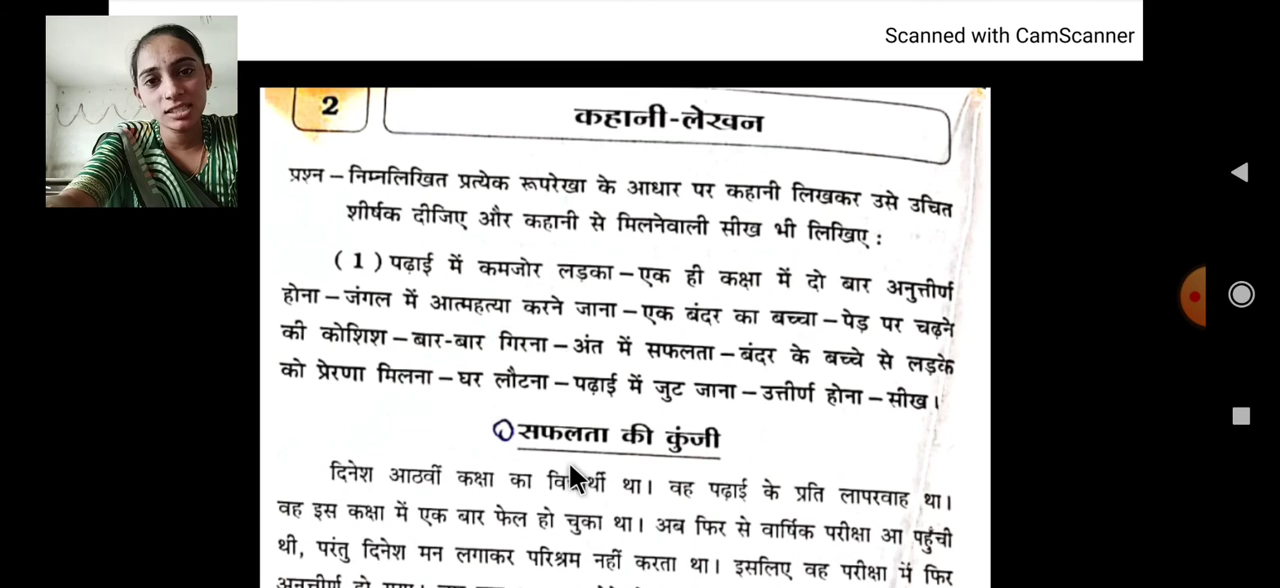 Scanned with CamScanner
2
कहानी-लेखन
प्रश्न – निम्नलिखित प्रत्येक रूपरेखा के आधार पर कहानी लिखकर उसे उचित
शीर्षक दीजिए और कहानी से मिलनेवाली सीख भी लिखिए :
( 1 ) पढ़ाई में कमजोर लड़का – एक ही कक्षा में दो बार अनुत्तीर्ण
होना – जंगल में आत्महत्या करने जाना – एक बंदर का बच्चा – पेड़ पर चढ़ने
की कोशिश – बार-बार गिरना – अंत में सफलता – बंदर के बच्चे से लड़के
को प्रेरणा मिलना – घर लौटना – पढ़ाई में जुट जाना – उत्तीर्ण होना – सीख।
सफलता की कुंजी
दिनेश आठवीं कक्षा का था। वह पढ़ाई के प्रति लापरवाह था।
वह इस कक्षा में एक बार फेल हो चुका था। अब फिर से वार्षिक परीक्षा आ पहुँची
थी, परंतु दिनेश मन लगाकर परिश्रम नहीं करता था। इसलिए वह परीक्षा में फिर